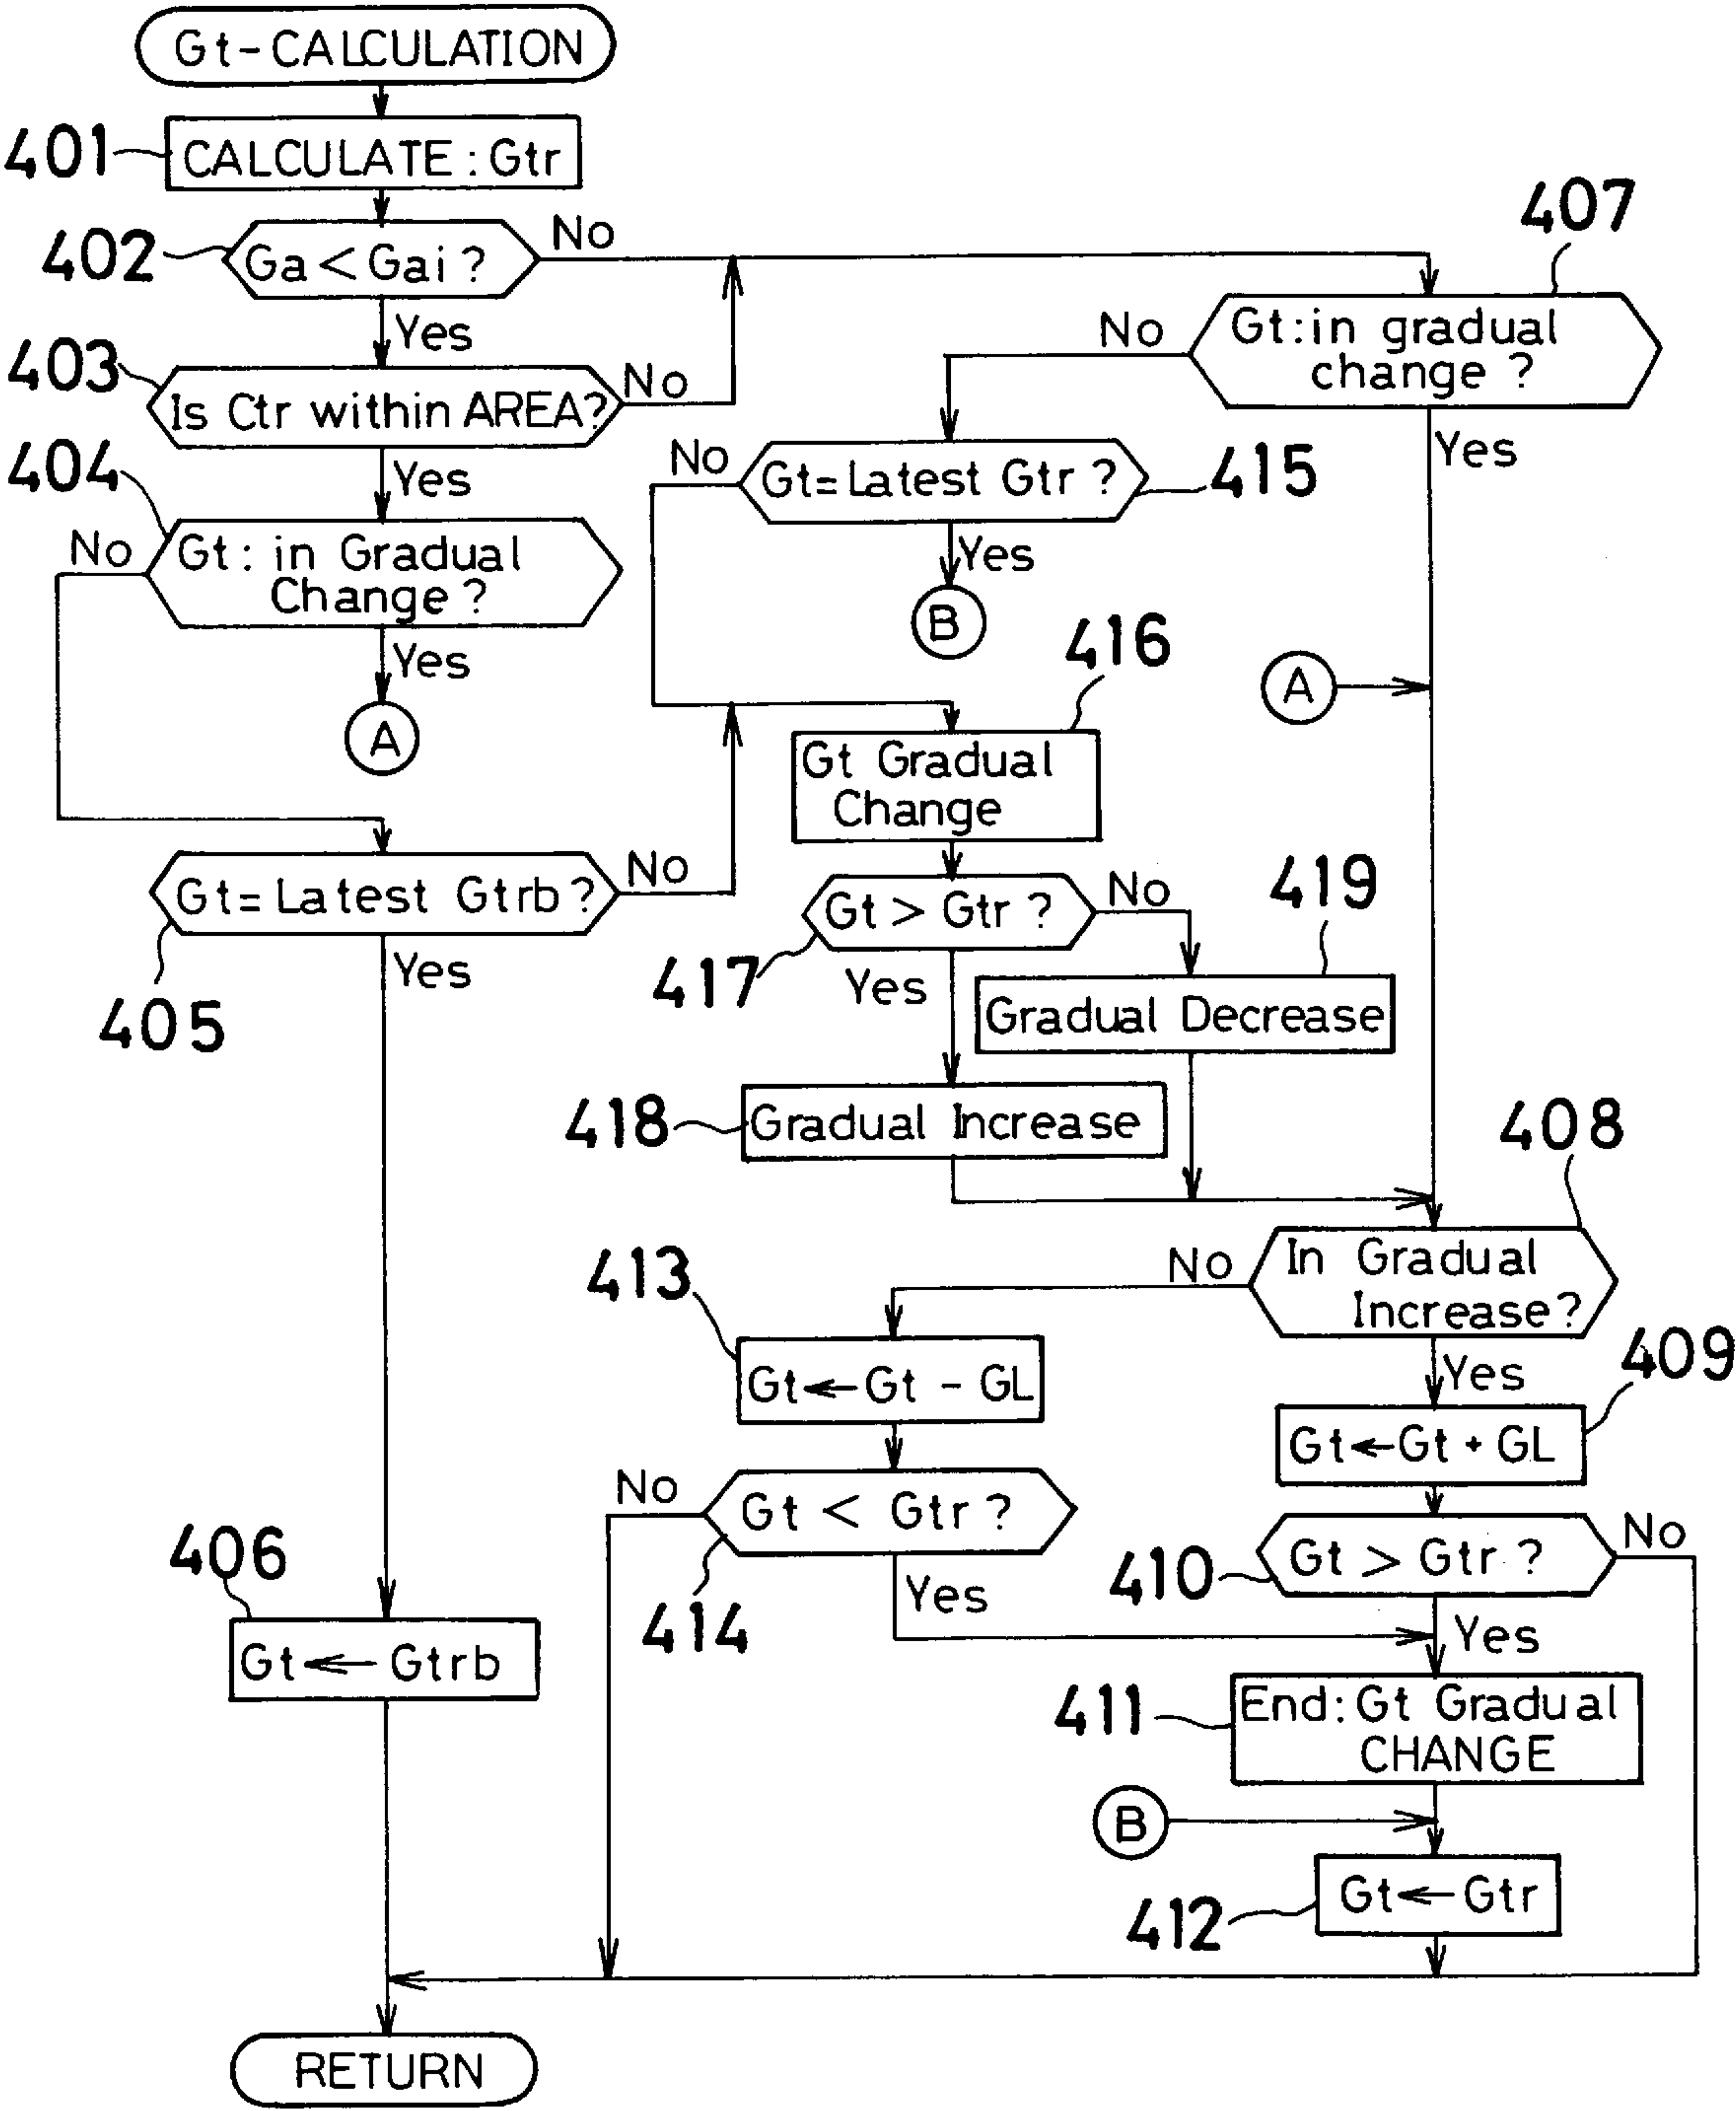 Gt-CALCULATION
401
CALCULATE : Gtr
402
Ga < Gai ?
No
Yes
403
Is Ctr within AREA?
No
Yes
404
Gt : in Gradual
Change ?
No
Yes
A
405
Gt = Latest Gtrb ?
No
Yes
406
Gt ← Gtrb
RETURN
407
Gt : in gradual
change ?
No
Yes
415
Gt = Latest Gtr ?
No
Yes
B
A
416
Gt Gradual
Change
417
Gt > Gtr ?
No
Yes
419
Gradual Decrease
418
Gradual Increase
408
In Gradual
Increase ?
No
Yes
413
Gt ← Gt - GL
409
Gt ← Gt + GL
414
Gt < Gtr ?
No
Yes
410
Gt > Gtr ?
No
Yes
411
End : Gt Gradual
CHANGE
B
412
Gt ← Gtr